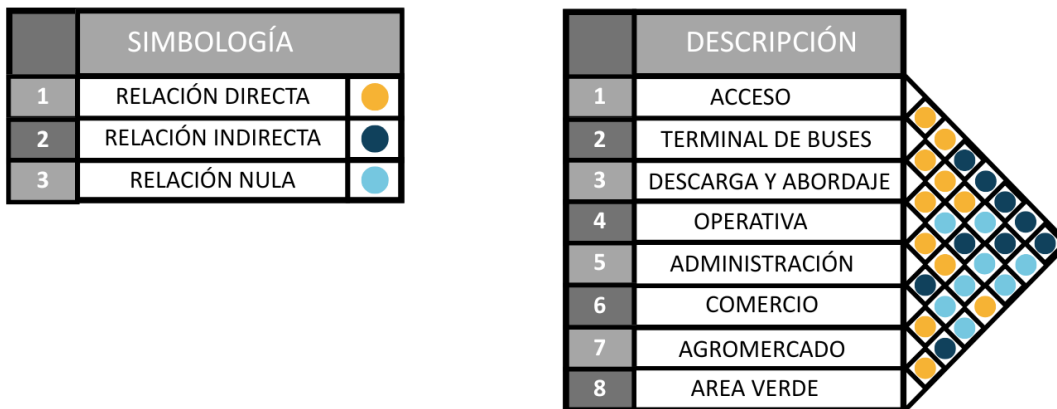 SIMBOLOGÍA
1 RELACIÓN DIRECTA
2 RELACIÓN INDIRECTA
3 RELACIÓN NULA
DESCRIPCIÓN
1 ACCESO
2 TERMINAL DE BUSES
3 DESCARGA Y ABORDAJE
4 OPERATIVA
5 ADMINISTRACIÓN
6 COMERCIO
7 AGROMERCADO
8 AREA VERDE